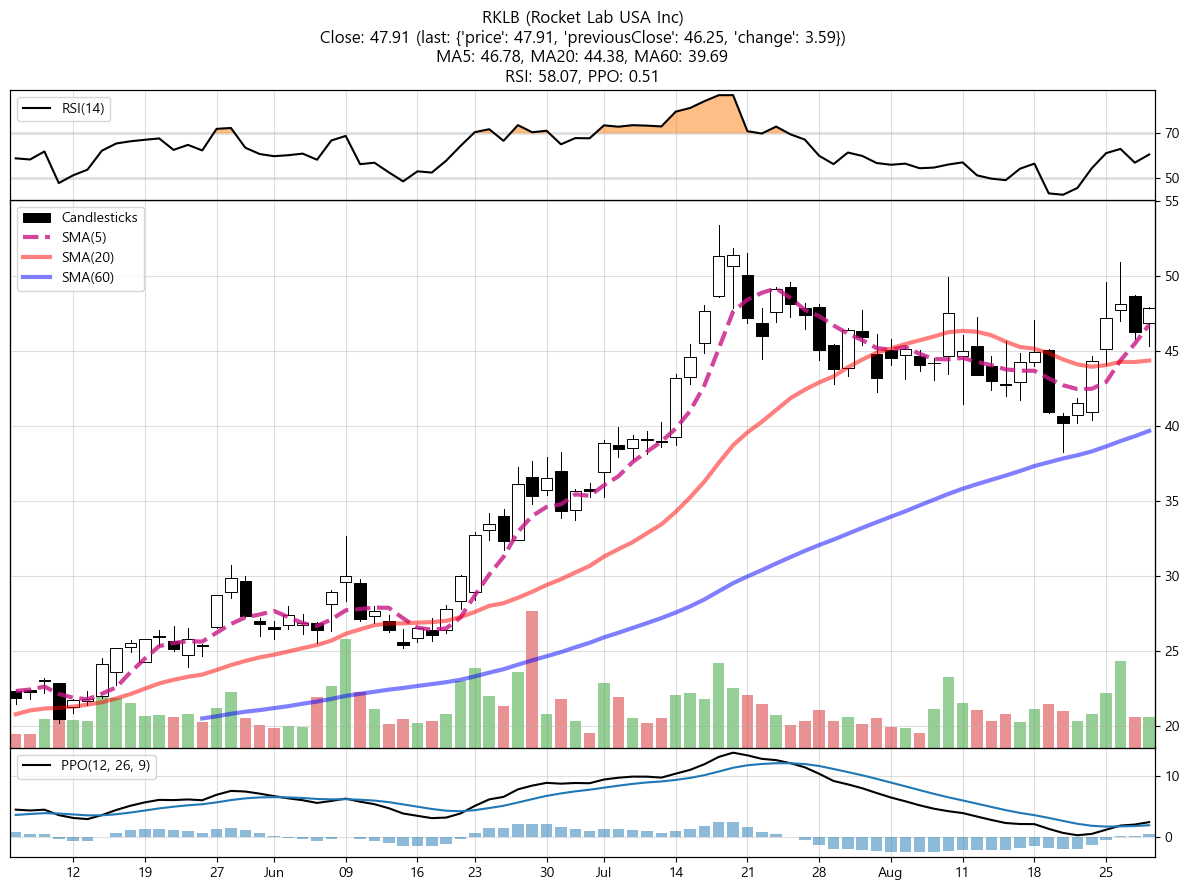 RKLB (Rocket Lab USA Inc)
Close: 47.91 (last: {'price': 47.91, 'previousClose': 46.25, 'change': 3.59})
MA5: 46.78, MA20: 44.38, MA60: 39.69
RSI: 58.07, PPO: 0.51
RSI(14)
70
50
Candlesticks
SMA(5)
SMA(20)
SMA(60)
55
50
45
40
35
30
25
20
PPO(12, 26, 9)
10
0
12 19 27 Jun 09 16 23 30 Jul 14 21 28 Aug 11 18 25